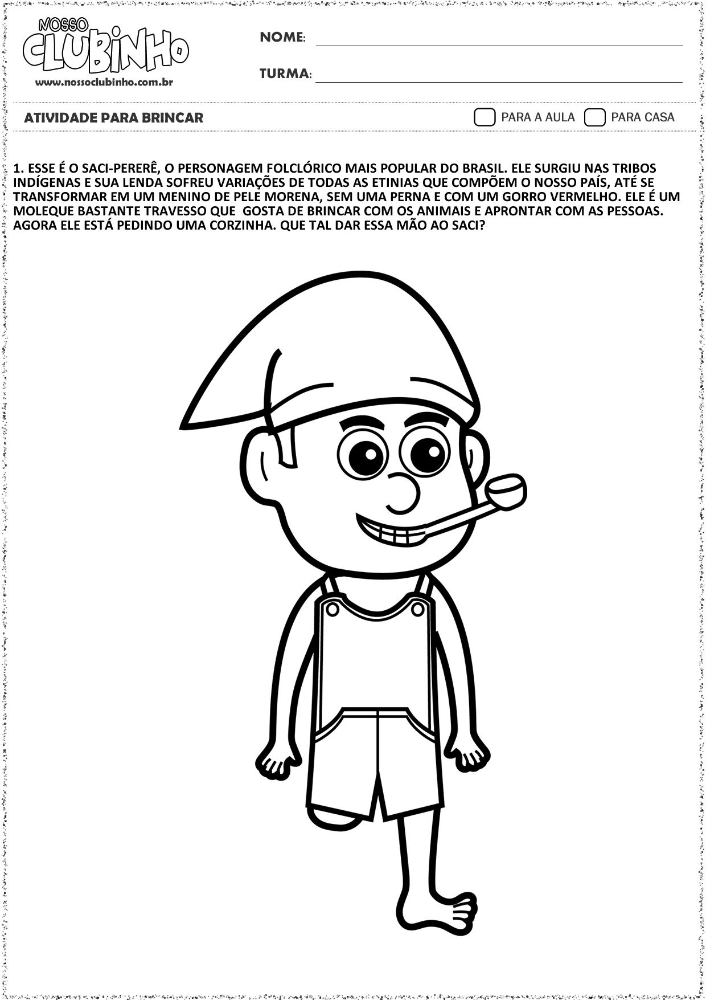 NOSSO
CLUBINHO
www.nossoclubinho.com.br
NOME:
TURMA:
ATIVIDADE PARA BRINCAR
PARA A AULA
PARA CASA
1. ESSE É O SACI-PERERÊ, O PERSONAGEM FOLCLÓRICO MAIS POPULAR DO BRASIL. ELE SURGIU NAS TRIBOS
INDÍGENAS E SUA LENDA SOFREU VARIAÇÕES DE TODAS AS ETINIAS QUE COMPÕEM O NOSSO PAÍS, ATÉ SE
TRANSFORMAR EM UM MENINO DE PELE MORENA, SEM UMA PERNA E COM UM GORRO VERMELHO. ELE É UM
MOLEQUE BASTANTE TRAVESSO QUE  GOSTA DE BRINCAR COM OS ANIMAIS E APRONTAR COM AS PESSOAS.
AGORA ELE ESTÁ PEDINDO UMA CORZINHA. QUE TAL DAR ESSA MÃO AO SACI?